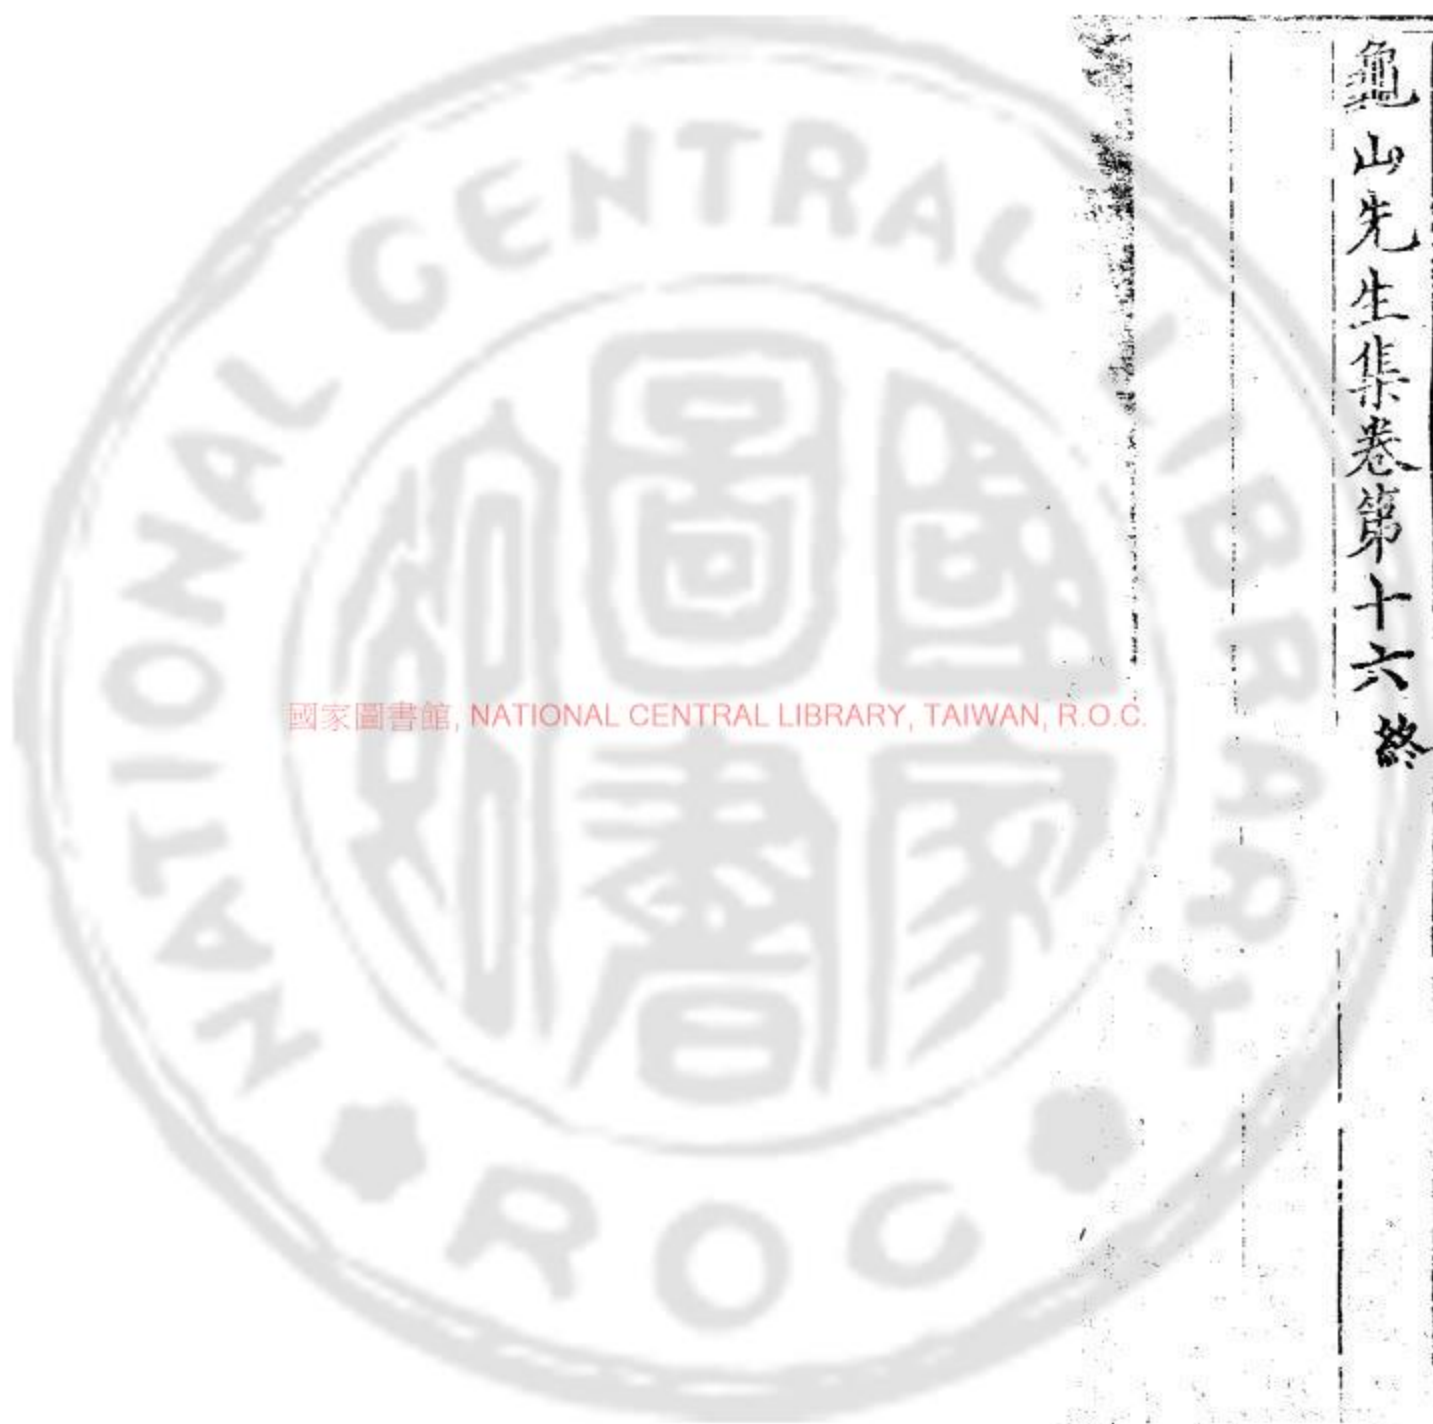 龜山先生集卷第十六終
國家圖書館, NATIONAL CENTRAL LIBRARY, TAIWAN, R.O.C.
NATIONAL CENTRAL LIBRARY
國家
圖書
館
R O C